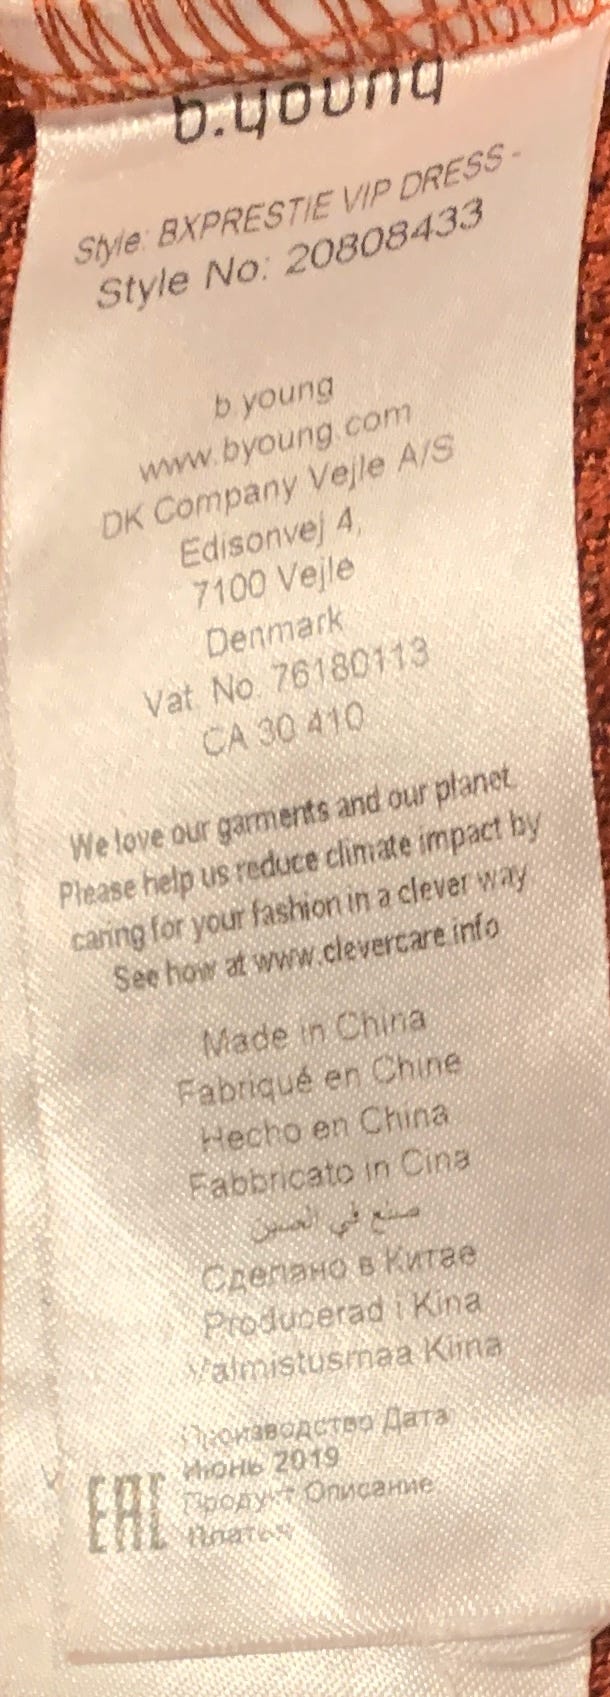 b.young
Style: BXPRESTIE VIP DRESS -
Style No: 20808433
b young
www.byoung.com
DK Company Vejle A/S
Edisonvej 4,
7100 Vejle
Denmark
Vat. No. 76180113
CA 30 410
We love our garments and our planet.
Please help us reduce climate impact by
caring for your fashion in a clever way
See how at www.clevercare.info
Made in China
Fabriqué en Chine
Hecho en China
Fabbricato in Cina
صنع في الصين
Сделано в Китае
Producerad i Kina
Valmistusmaa Kiina
Производство Дата
Июнь 2019
Продукт Описание
EAC